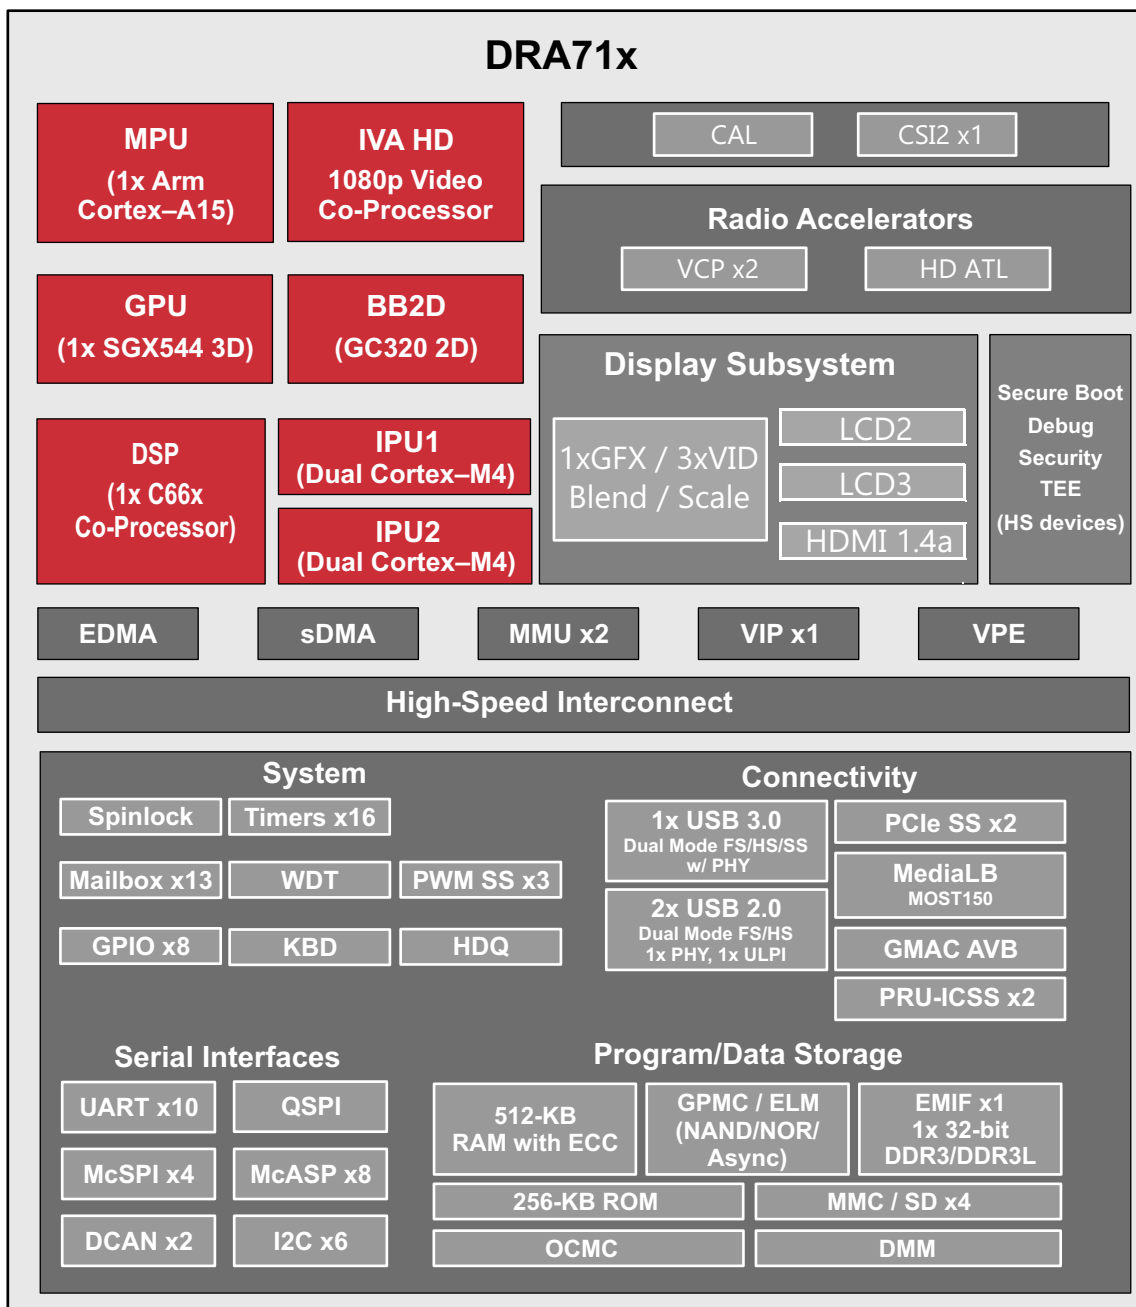 DRA71x
MPU
(1x Arm
Cortex–A15)
IVA HD
1080p Video
Co-Processor
CAL
CSI2 x1
Radio Accelerators
VCP x2
HD ATL
GPU
(1x SGX544 3D)
BB2D
(GC320 2D)
Display Subsystem
1xGFX / 3xVID
Blend / Scale
LCD2
LCD3
HDMI 1.4a
Secure Boot
Debug
Security
TEE
(HS devices)
DSP
(1x C66x
Co-Processor)
IPU1
(Dual Cortex–M4)
IPU2
(Dual Cortex–M4)
EDMA
sDMA
MMU x2
VIP x1
VPE
High-Speed Interconnect
System
Spinlock
Timers x16
Mailbox x13
WDT
PWM SS x3
GPIO x8
KBD
HDQ
Connectivity
1x USB 3.0
Dual Mode FS/HS/SS
w/ PHY
2x USB 2.0
Dual Mode FS/HS
1x PHY, 1x ULPI
PCIe SS x2
MediaLB
MOST150
GMAC AVB
PRU-ICSS x2
Serial Interfaces
UART x10
QSPI
McSPI x4
McASP x8
DCAN x2
I2C x6
Program/Data Storage
512-KB
RAM with ECC
GPMC / ELM
(NAND/NOR/
Async)
EMIF x1
1x 32-bit
DDR3/DDR3L
256-KB ROM
MMC / SD x4
OCMC
DMM